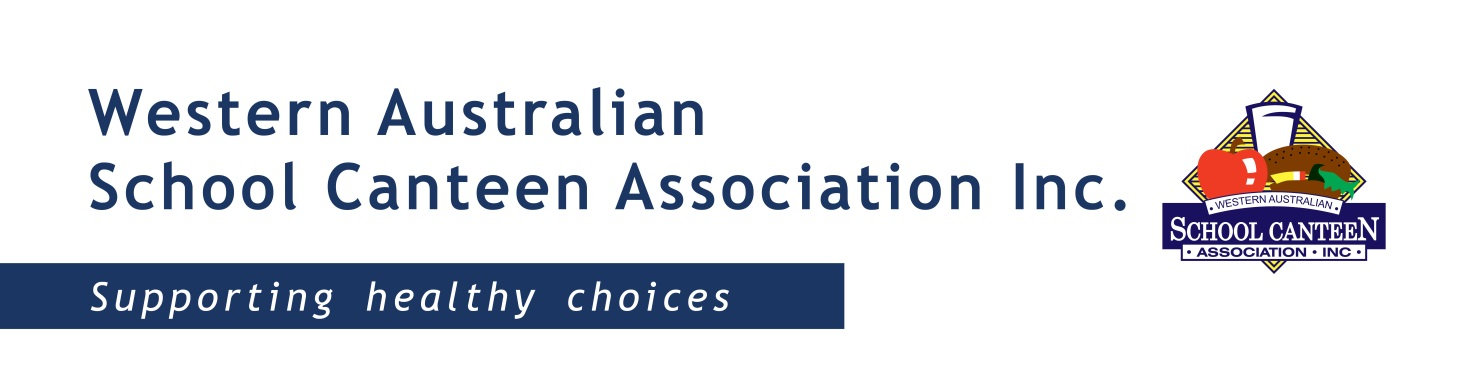 Western Australian
School Canteen Association Inc.
Supporting healthy choices
• WESTERN AUSTRALIAN •
SCHOOL CANTEEN
• ASSOCIATION • INC •